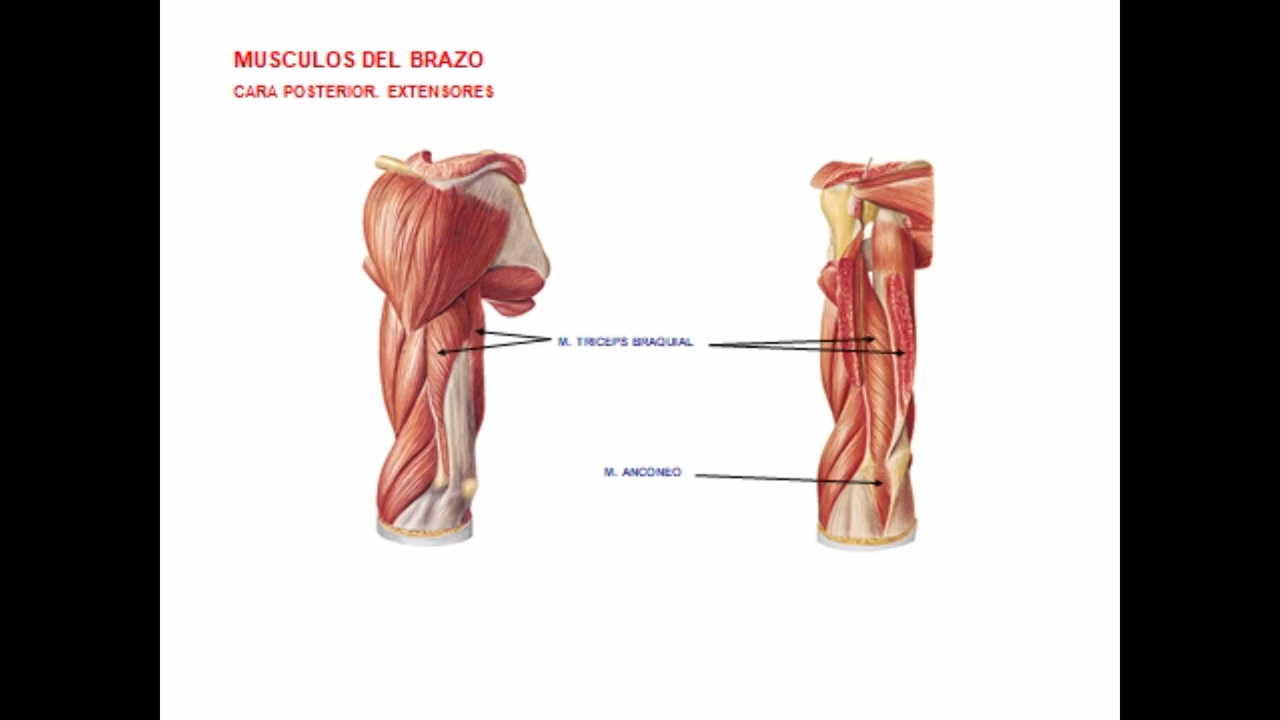 MUSCULOS DEL BRAZO
CARA POSTERIOR. EXTENSORES
M. TRICEPS BRAQUIAL
M. ANCONEO